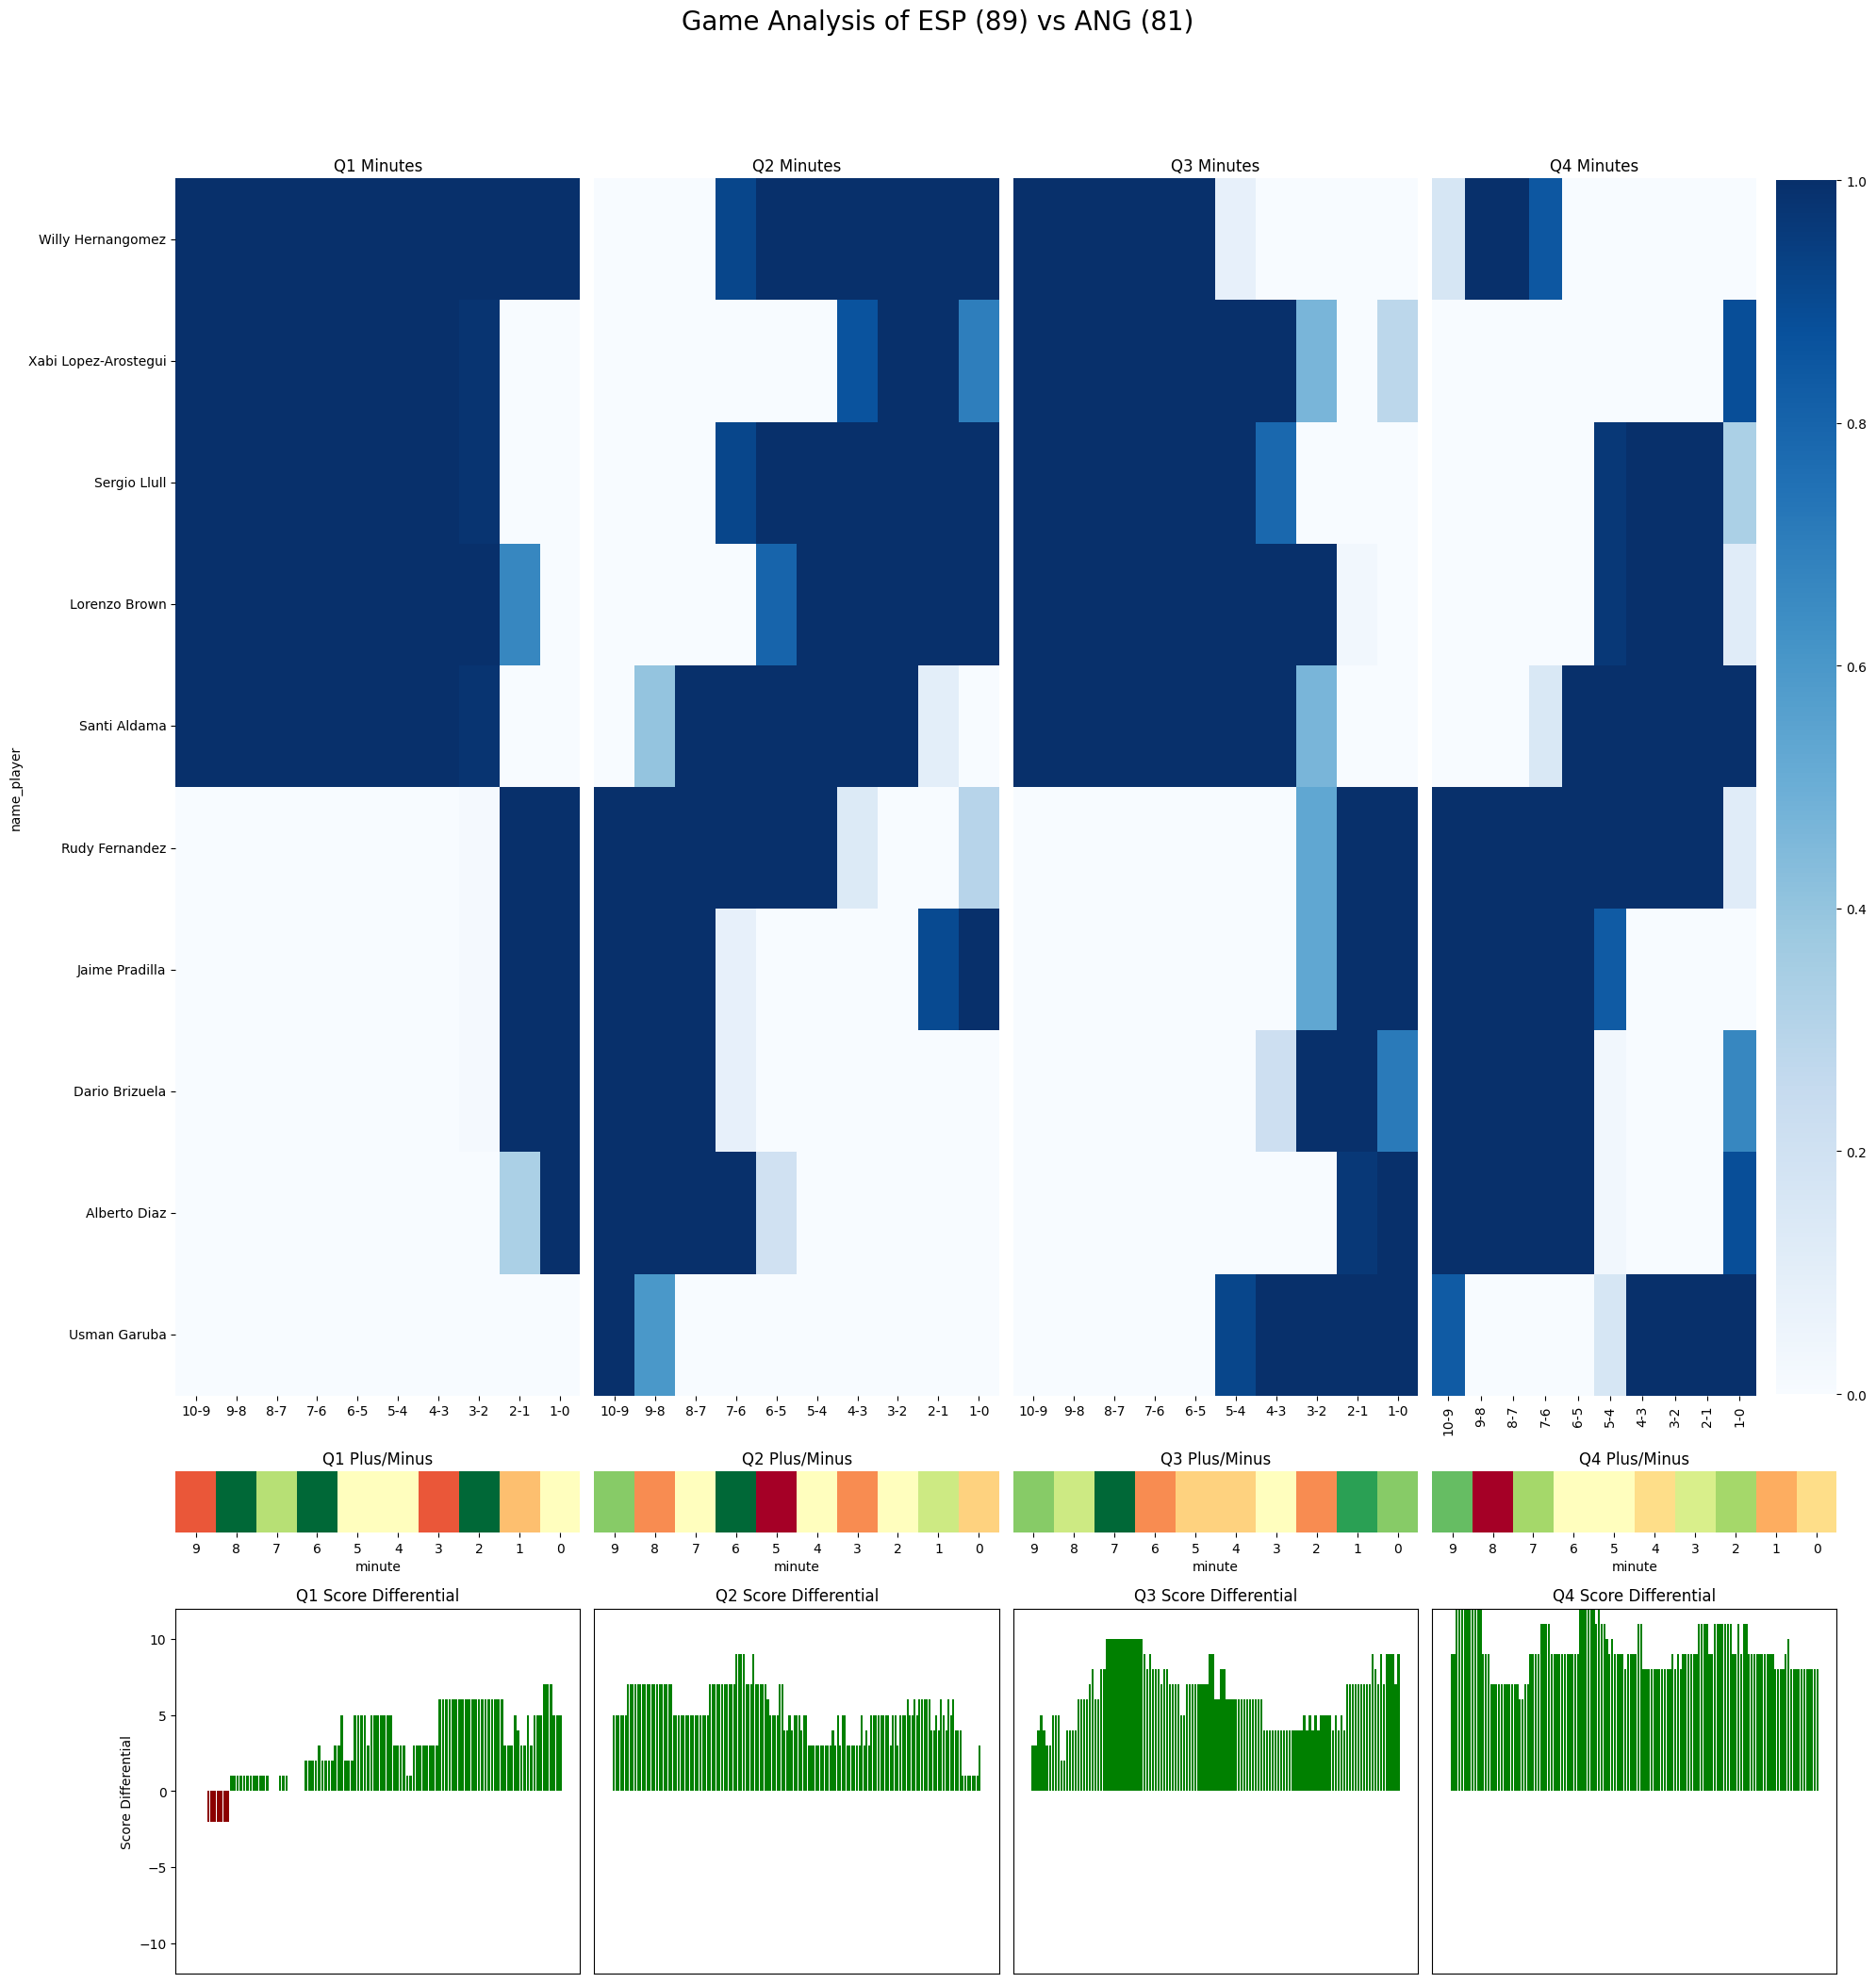 Game Analysis of ESP (89) vs ANG (81)
Q1 Minutes Q2 Minutes Q3 Minutes Q4 Minutes
name_player
Willy Hernangomez
Xabi Lopez-Arostegui
Sergio Llull
Lorenzo Brown
Santi Aldama
Rudy Fernandez
Jaime Pradilla
Dario Brizuela
Alberto Diaz
Usman Garuba
1.0
0.8
0.6
0.4
0.2
0.0
10-9 9-8 8-7 7-6 6-5 5-4 4-3 3-2 2-1 1-0
10-9 9-8 8-7 7-6 6-5 5-4 4-3 3-2 2-1 1-0
10-9 9-8 8-7 7-6 6-5 5-4 4-3 3-2 2-1 1-0
10-9 9-8 8-7 7-6 6-5 5-4 4-3 3-2 2-1 1-0
Q1 Plus/Minus Q2 Plus/Minus Q3 Plus/Minus Q4 Plus/Minus
9 8 7 6 5 4 3 2 1 0
9 8 7 6 5 4 3 2 1 0
9 8 7 6 5 4 3 2 1 0
9 8 7 6 5 4 3 2 1 0
minute minute minute minute
Q1 Score Differential Q2 Score Differential Q3 Score Differential Q4 Score Differential
Score Differential
10
5
0
−5
−10